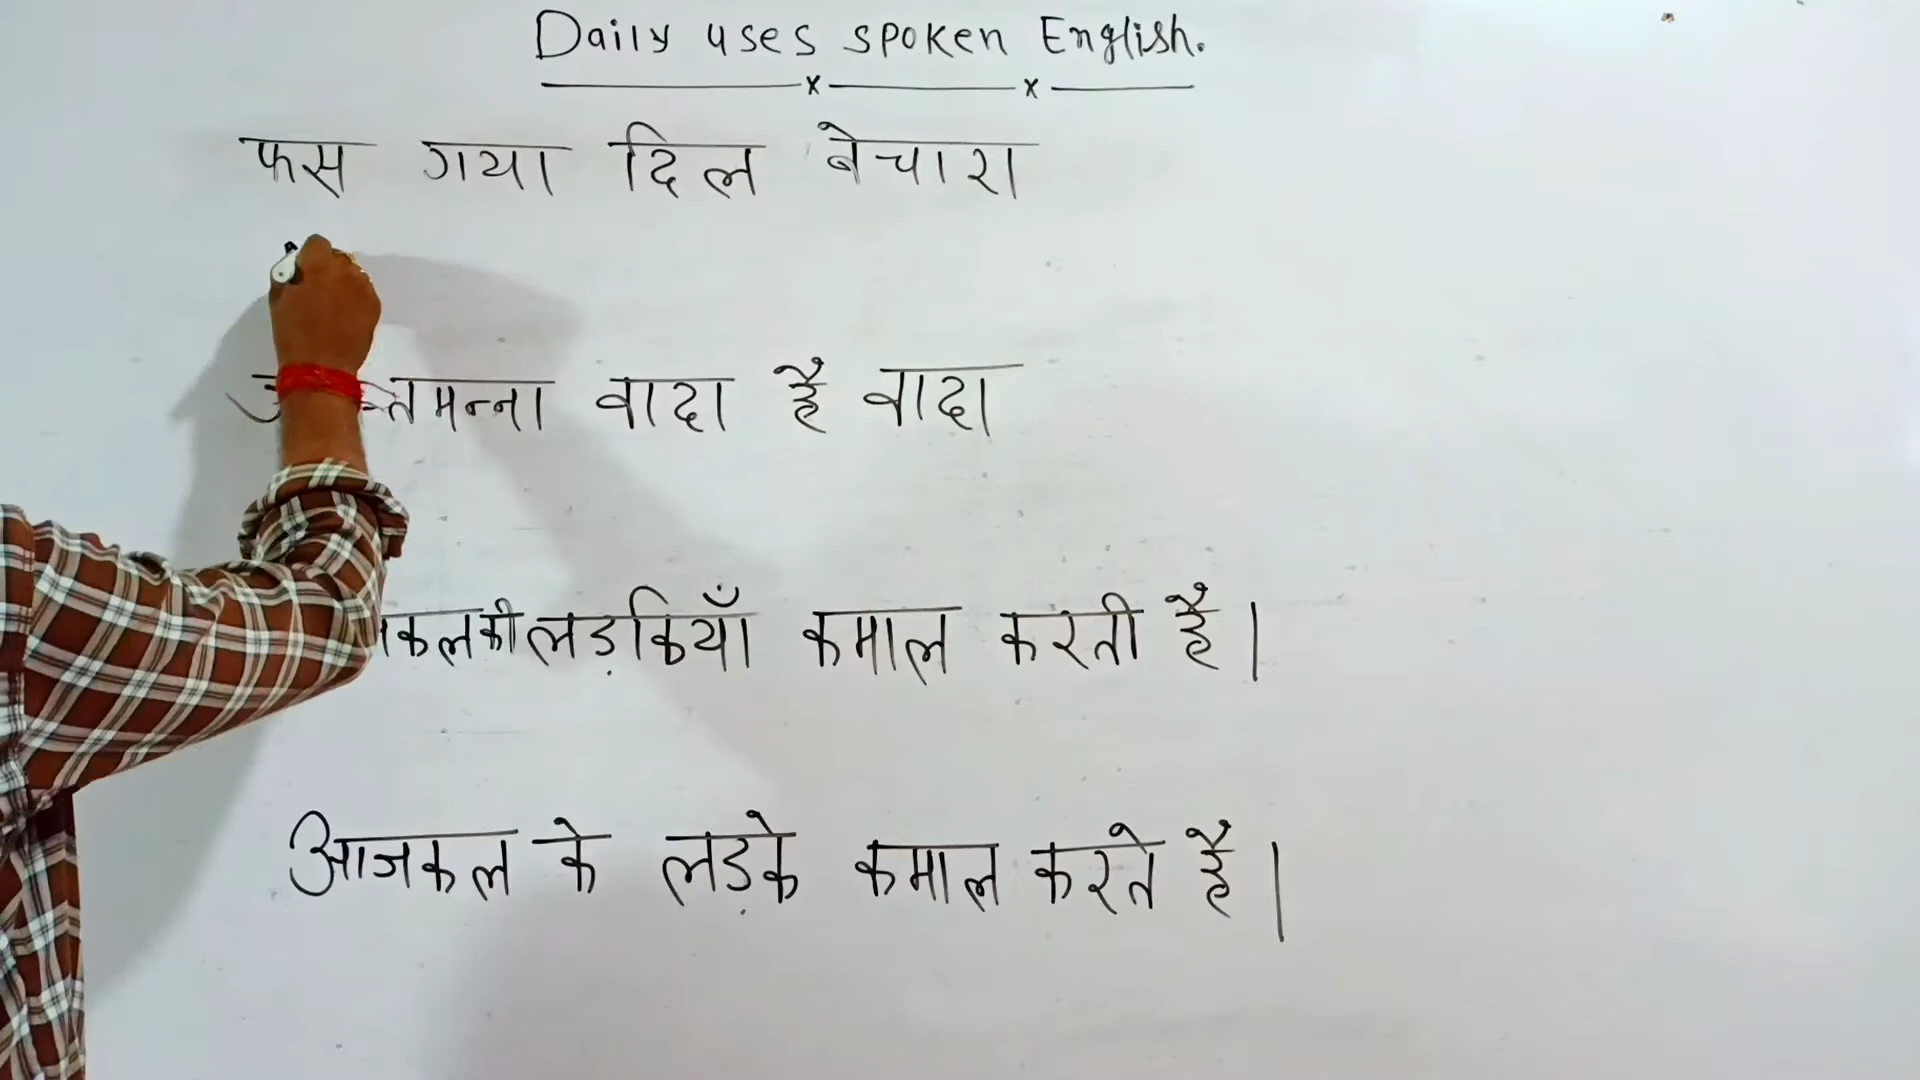 Daily uses spoken English.
फस गया दिल बेचारा
तमन्ना वादा है वादा
कल की लड़कियाँ कमाल करती है।
आजकल के लड़के कमाल करते है।